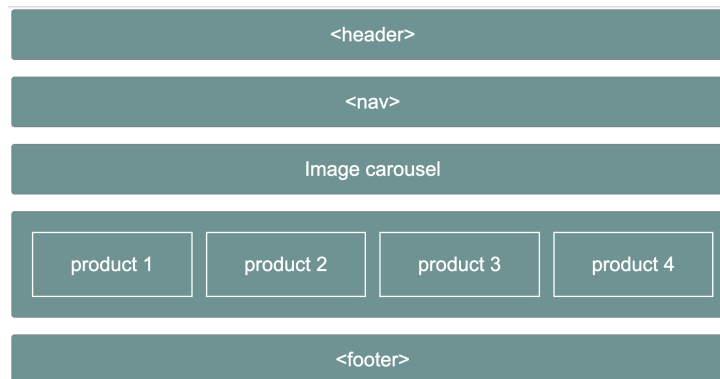 <header>
<nav>
Image carousel
product 1 product 2 product 3 product 4
<footer>